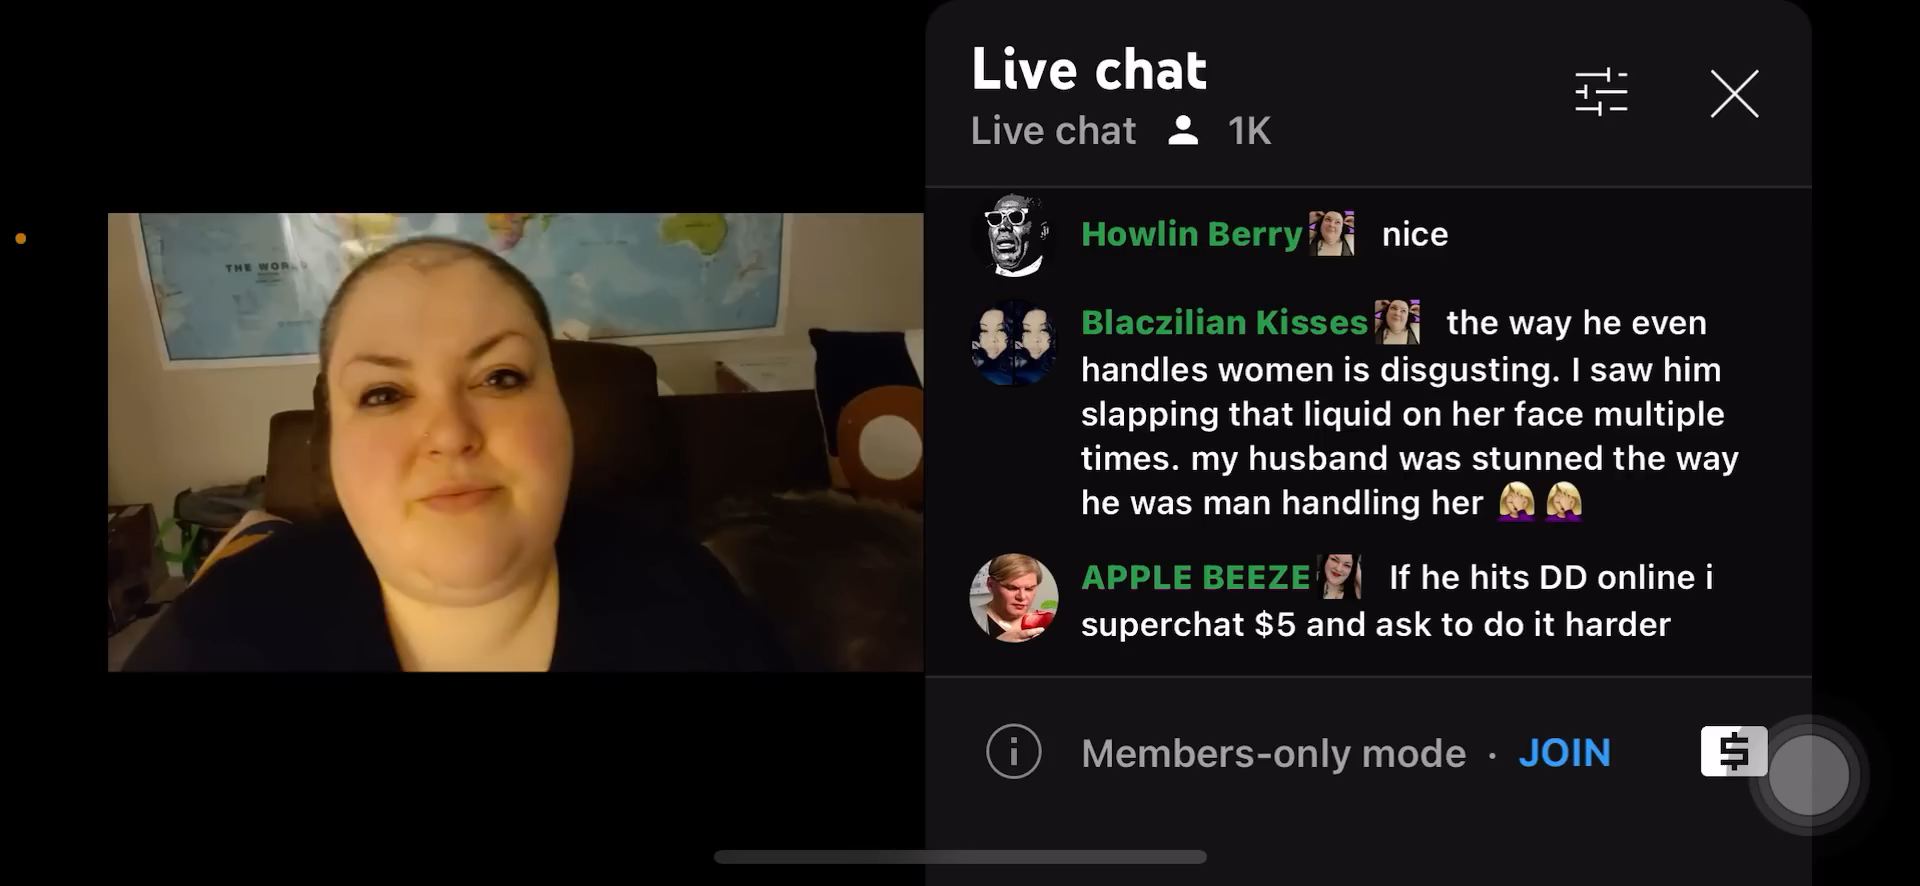 THE WOR
Live chat
Live chat 1K
Howlin Berry nice
Blaczilian Kisses the way he even
handles women is disgusting. I saw him
slapping that liquid on her face multiple
times. my husband was stunned the way
he was man handling her 🤦🏼‍♀️🤦🏼‍♀️
APPLE BEEZE If he hits DD online i
superchat $5 and ask to do it harder
Members-only mode · JOIN